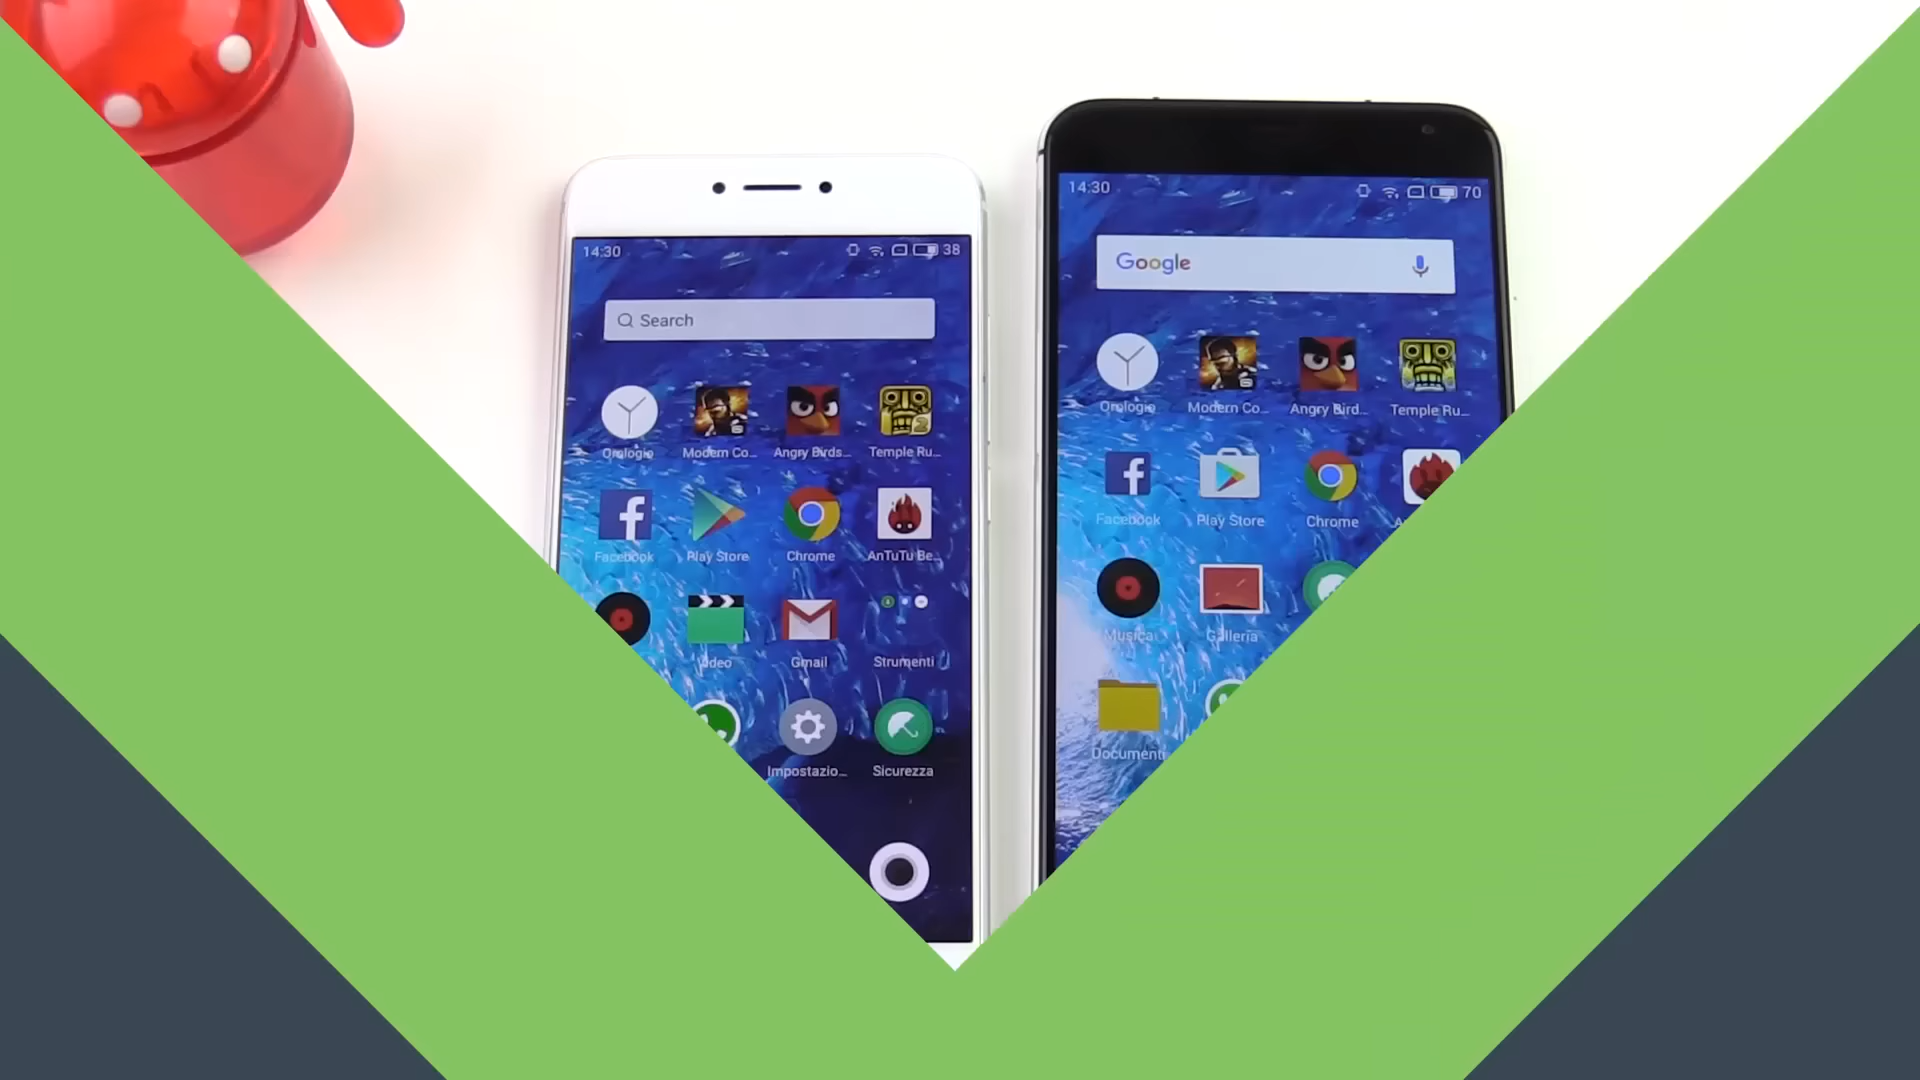 14:30
38
Search
Orologio
Modern Co...
Angry Birds...
Temple Ru...
2
Facebook
Play Store
Chrome
AnTuTu Be...
Video
Gmail
Strumenti
Impostazio...
Sicurezza
14:30
70
Google
Orologio
Modern Co...
Angry Bird...
Temple Ru...
Facebook
Play Store
Chrome
Musica
Galleria
Documenti